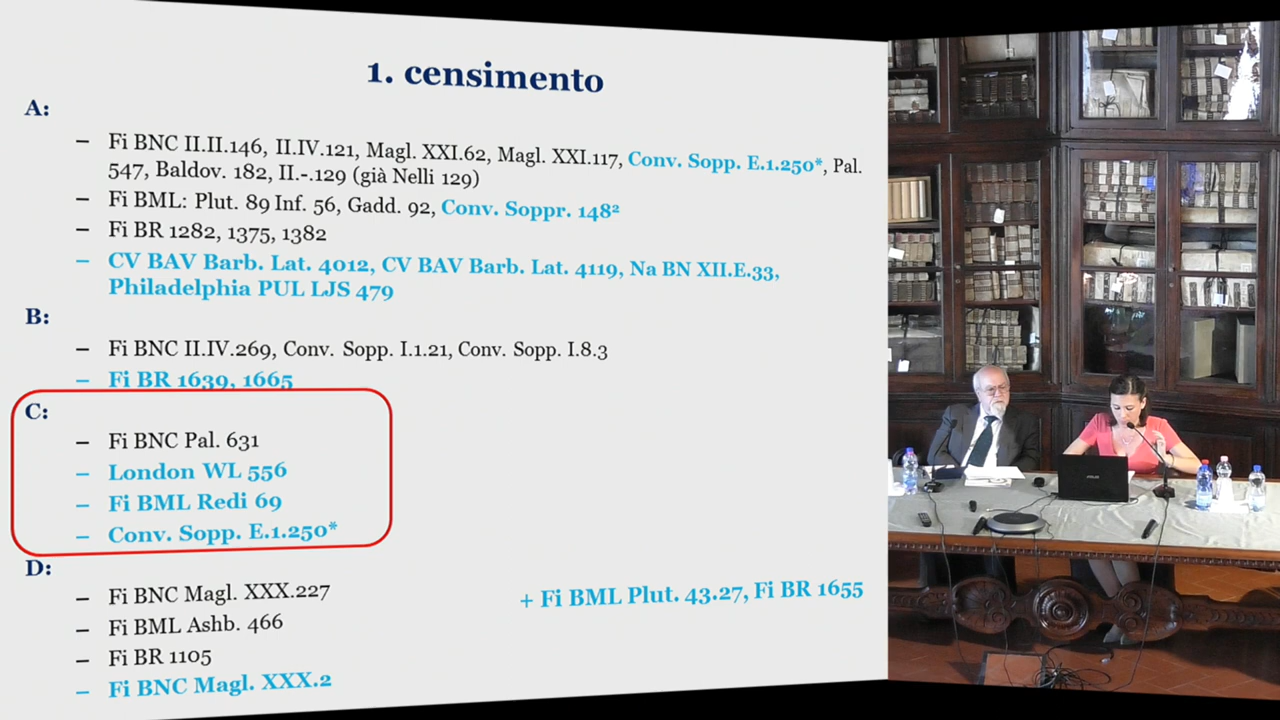 1. censimento
A:
– Fi BNC II.II.146, II.IV.121, Magl. XXI.62, Magl. XXI.117, Conv. Sopp. E.1.250*, Pal.
547, Baldov. 182, II.-.129 (già Nelli 129)
– Fi BML: Plut. 89 Inf. 56, Gadd. 92, Conv. Soppr. 148²
– Fi BR 1282, 1375, 1382
– CV BAV Barb. Lat. 4012, CV BAV Barb. Lat. 4119, Na BN XII.E.33,
Philadelphia PUL LJS 479
B:
– Fi BNC II.IV.269, Conv. Sopp. I.1.21, Conv. Sopp. I.8.3
– Fi BR 1639, 1665
C:
– Fi BNC Pal. 631
– London WL 556
– Fi BML Redi 69
– Conv. Sopp. E.1.250*
D:
– Fi BNC Magl. XXX.227
– Fi BML Ashb. 466
– Fi BR 1105
– Fi BNC Magl. XXX.2
+ Fi BML Plut. 43.27, Fi BR 1655